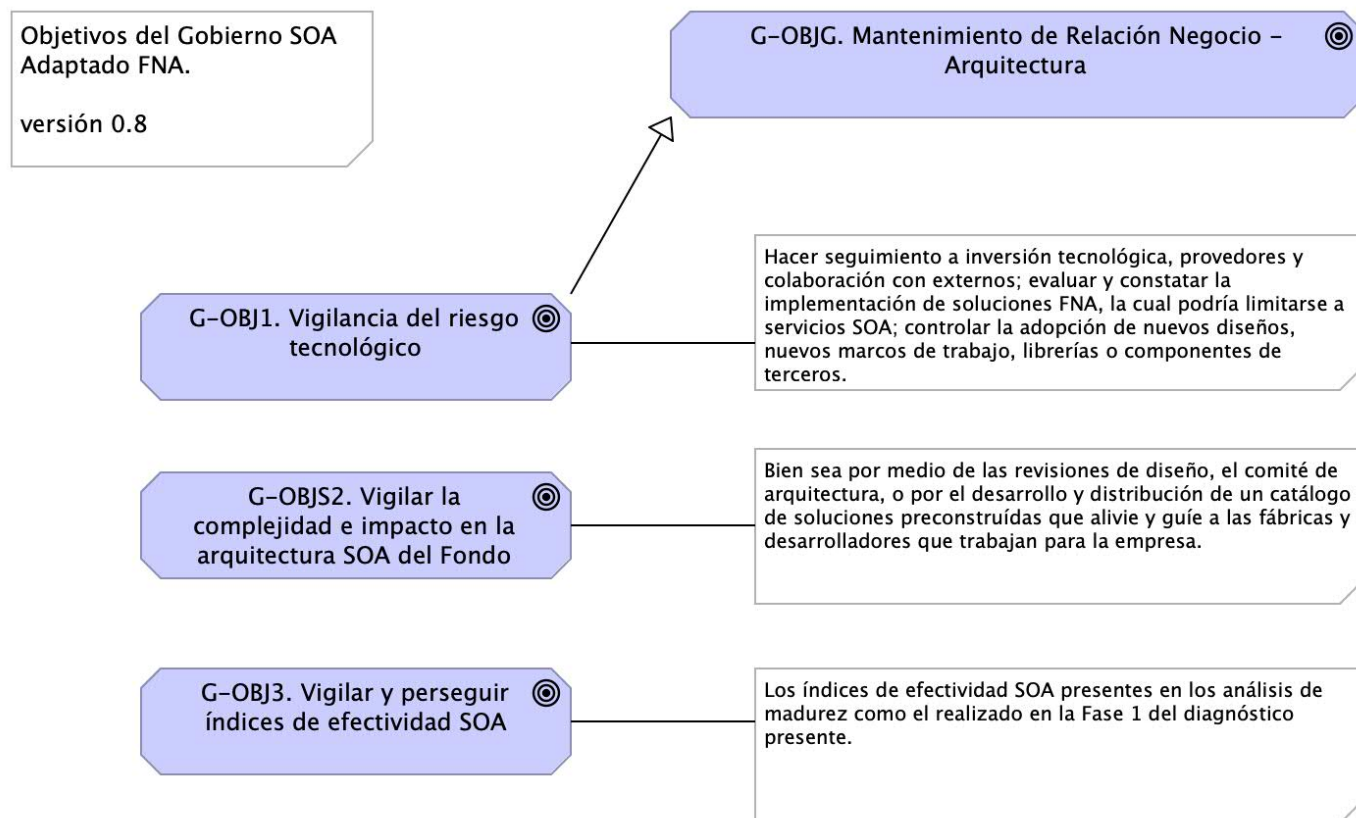 Objetivos del Gobierno SOA
Adaptado FNA.
versión 0.8
G-OBJG. Mantenimiento de Relación Negocio –
Arquitectura
G-OBJ1. Vigilancia del riesgo
tecnológico
Hacer seguimiento a inversión tecnológica, provedores y
colaboración con externos; evaluar y constatar la
implementación de soluciones FNA, la cual podría limitarse a
servicios SOA; controlar la adopción de nuevos diseños,
nuevos marcos de trabajo, librerías o componentes de
terceros.
G-OBJS2. Vigilar la
complejidad e impacto en la
arquitectura SOA del Fondo
Bien sea por medio de las revisiones de diseño, el comité de
arquitectura, o por el desarrollo y distribución de un catálogo
de soluciones preconstruídas que alivie y guíe a las fábricas y
desarrolladores que trabajan para la empresa.
G-OBJ3. Vigilar y perseguir
índices de efectividad SOA
Los índices de efectividad SOA presentes en los análisis de
madurez como el realizado en la Fase 1 del diagnóstico
presente.